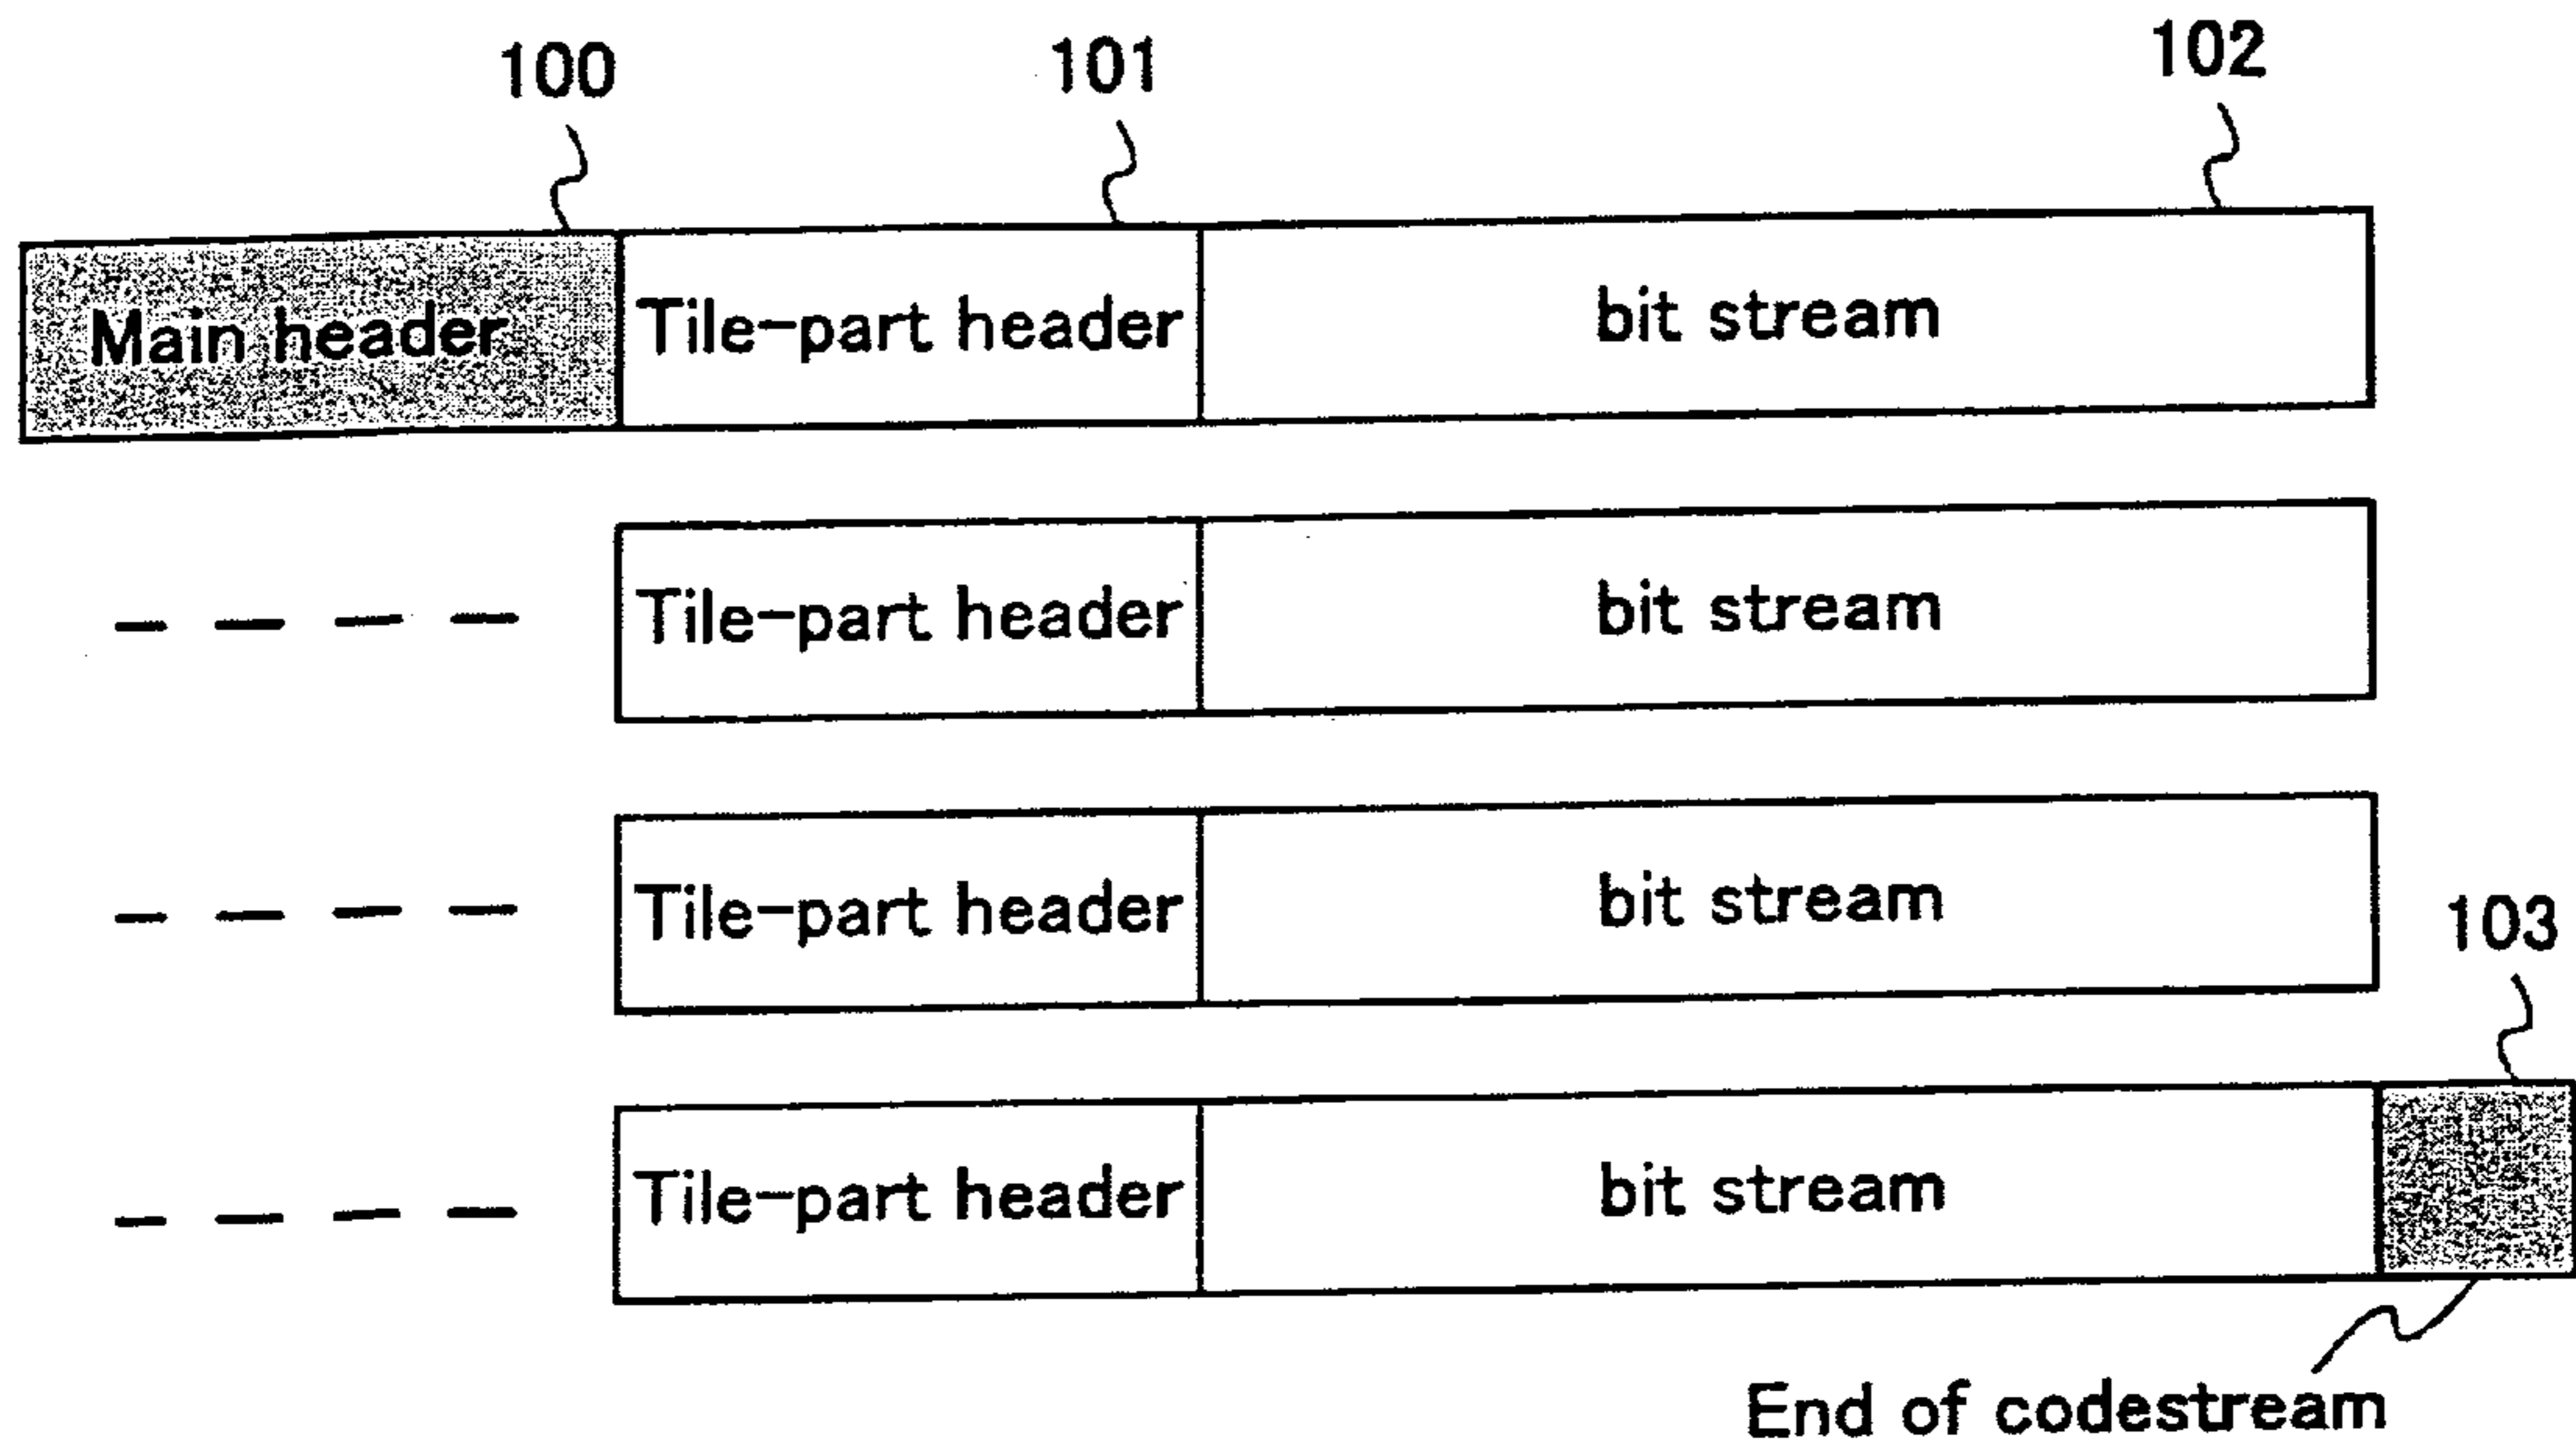 100 101 102
Main header Tile-part header bit stream
Tile-part header bit stream
Tile-part header bit stream
103
Tile-part header bit stream
End of codestream